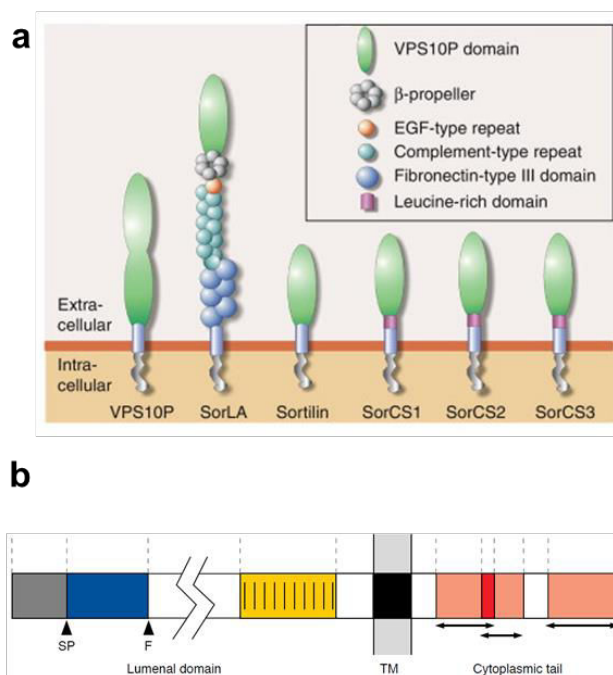 a
VPS10P domain
β-propeller
EGF-type repeat
Complement-type repeat
Fibronectin-type III domain
Leucine-rich domain
Extra-
cellular
Intra-
cellular
VPS10P SorLA Sortilin SorCS1 SorCS2 SorCS3
b
SP F
Lumenal domain TM Cytoplasmic tail